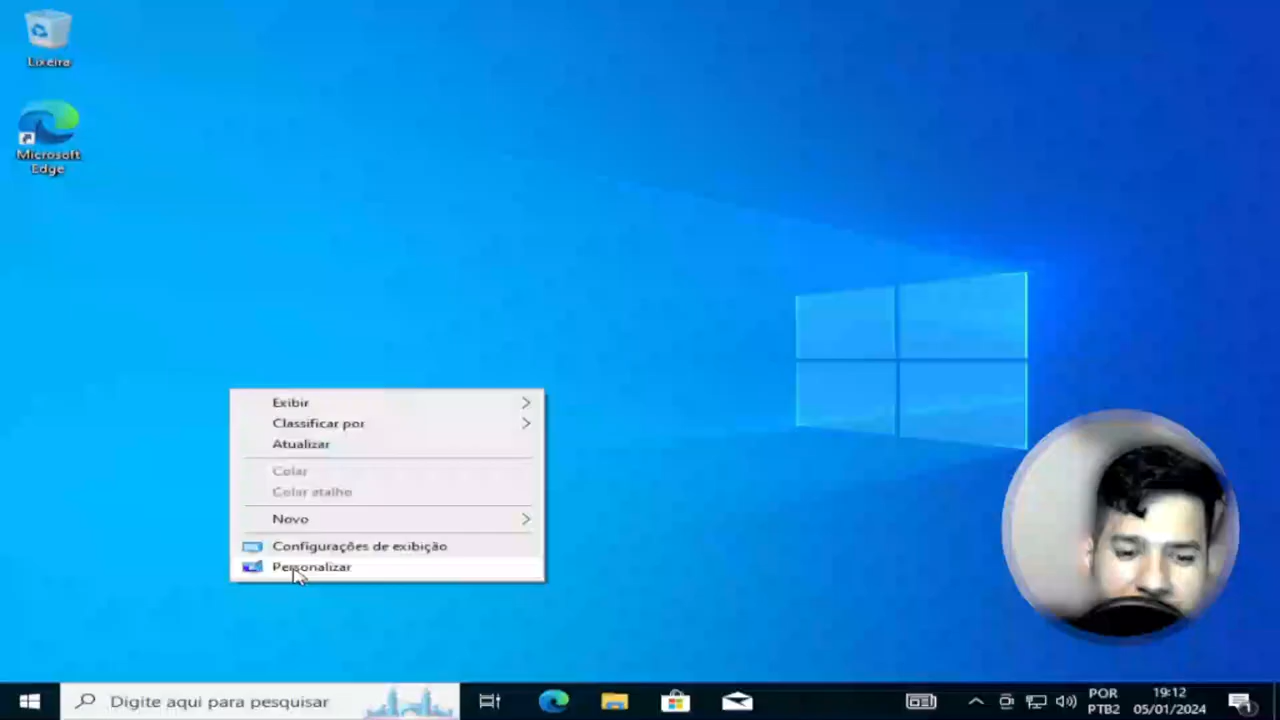 Lixeira
Microsoft
Edge
Exibir
Classificar por
Atualizar
Colar
Colar atalho
Novo
Configurações de exibição
Personalizar
Digite aqui para pesquisar
POR
PTB2
19:12
05/01/2024
1